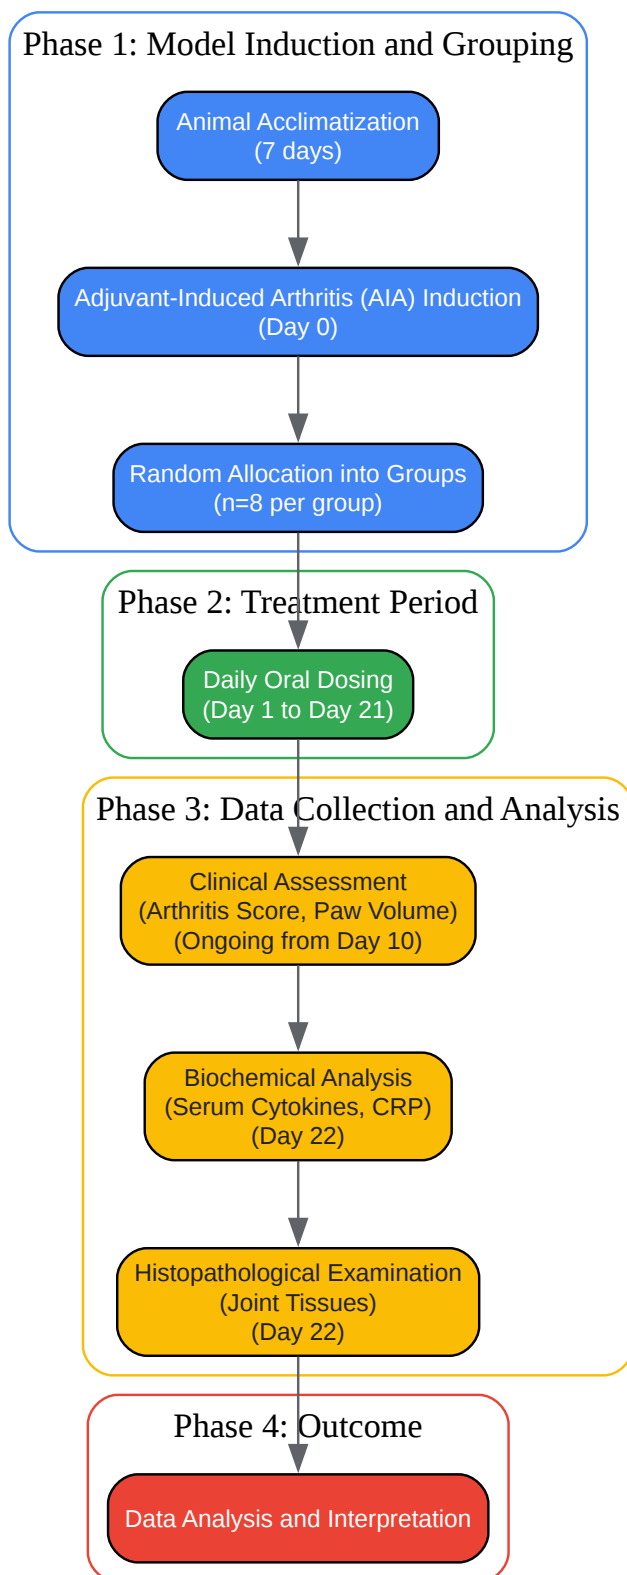 Phase 1: Model Induction and Grouping
Animal Acclimatization
(7 days)
Adjuvant-Induced Arthritis (AIA) Induction
(Day 0)
Random Allocation into Groups
(n=8 per group)
Phase 2: Treatment Period
Daily Oral Dosing
(Day 1 to Day 21)
Phase 3: Data Collection and Analysis
Clinical Assessment
(Arthritis Score, Paw Volume)
(Ongoing from Day 10)
Biochemical Analysis
(Serum Cytokines, CRP)
(Day 22)
Histopathological Examination
(Joint Tissues)
(Day 22)
Phase 4: Outcome
Data Analysis and Interpretation